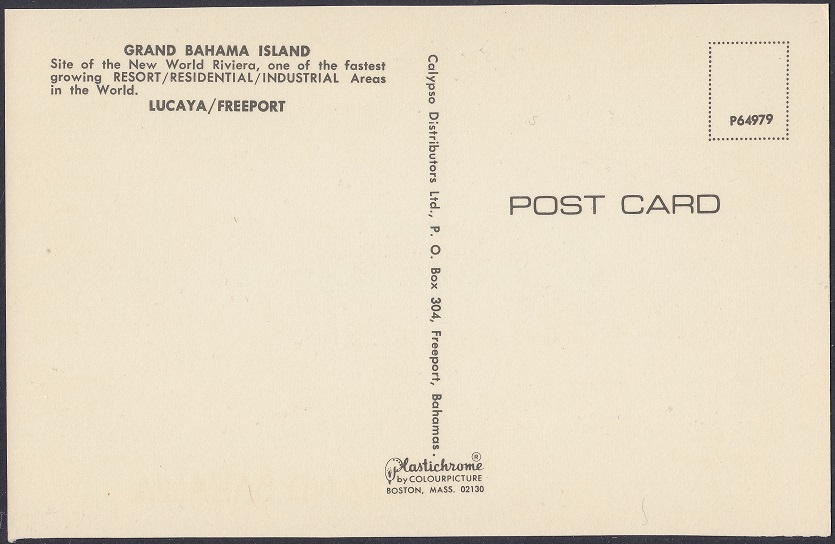 GRAND BAHAMA ISLAND
Site of the New World Riviera, one of the fastest
growing RESORT/RESIDENTIAL/INDUSTRIAL Areas
in the World.
LUCAYA/FREEPORT
Calypso Distributors Ltd., P. O. Box 304, Freeport, Bahamas.
P64979
POST CARD
Plastichrome®
by COLOURPICTURE
BOSTON, MASS. 02130